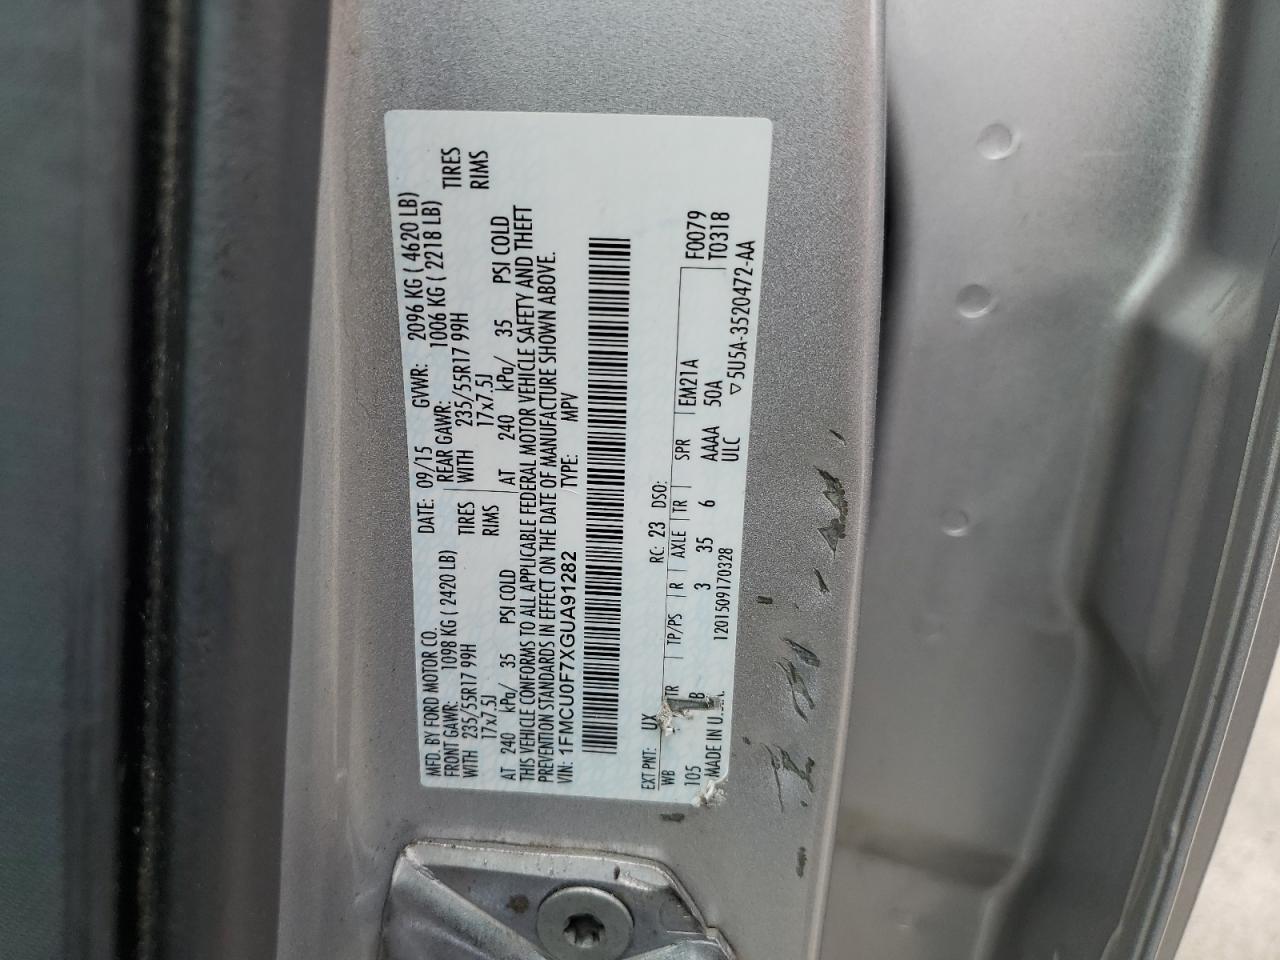 MFD. BY FORD MOTOR CO.
DATE: 09/15 GVWR: 2096 KG ( 4620 LB)
FRONT GAWR: 1098 KG ( 2420 LB) REAR GAWR: 1006 KG ( 2218 LB)
WITH 235/55R17 99H TIRES WITH 235/55R17 99H TIRES
17x7.5J RIMS 17x7.5J RIMS
AT 240 kPa/ 35 PSI COLD AT 240 kPa/ 35 PSI COLD
THIS VEHICLE CONFORMS TO ALL APPLICABLE FEDERAL MOTOR VEHICLE SAFETY AND THEFT
PREVENTION STANDARDS IN EFFECT ON THE DATE OF MANUFACTURE SHOWN ABOVE.
VIN: 1FMCU0F7XGUA91282 TYPE: MPV
EXT PNT: UX RC: 23 DSO:
WB TR TP/PS R AXLE TR SPR EM21A F0079
105 B 3 35 6 AAAA 50A T0318
MADE IN 1201509170328 ULC ▽5U5A-3520472-AA